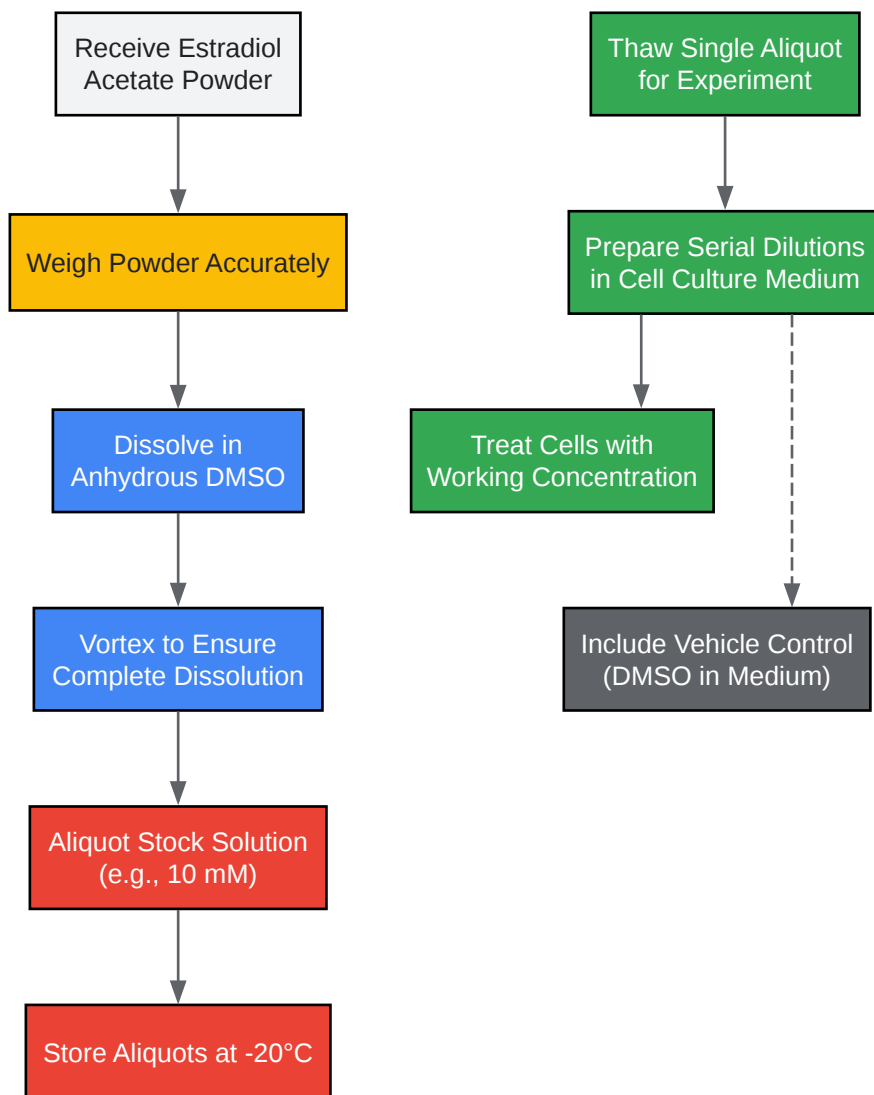 Receive Estradiol
Acetate Powder
Weigh Powder Accurately
Dissolve in
Anhydrous DMSO
Vortex to Ensure
Complete Dissolution
Aliquot Stock Solution
(e.g., 10 mM)
Store Aliquots at -20°C
Thaw Single Aliquot
for Experiment
Prepare Serial Dilutions
in Cell Culture Medium
Treat Cells with
Working Concentration
Include Vehicle Control
(DMSO in Medium)